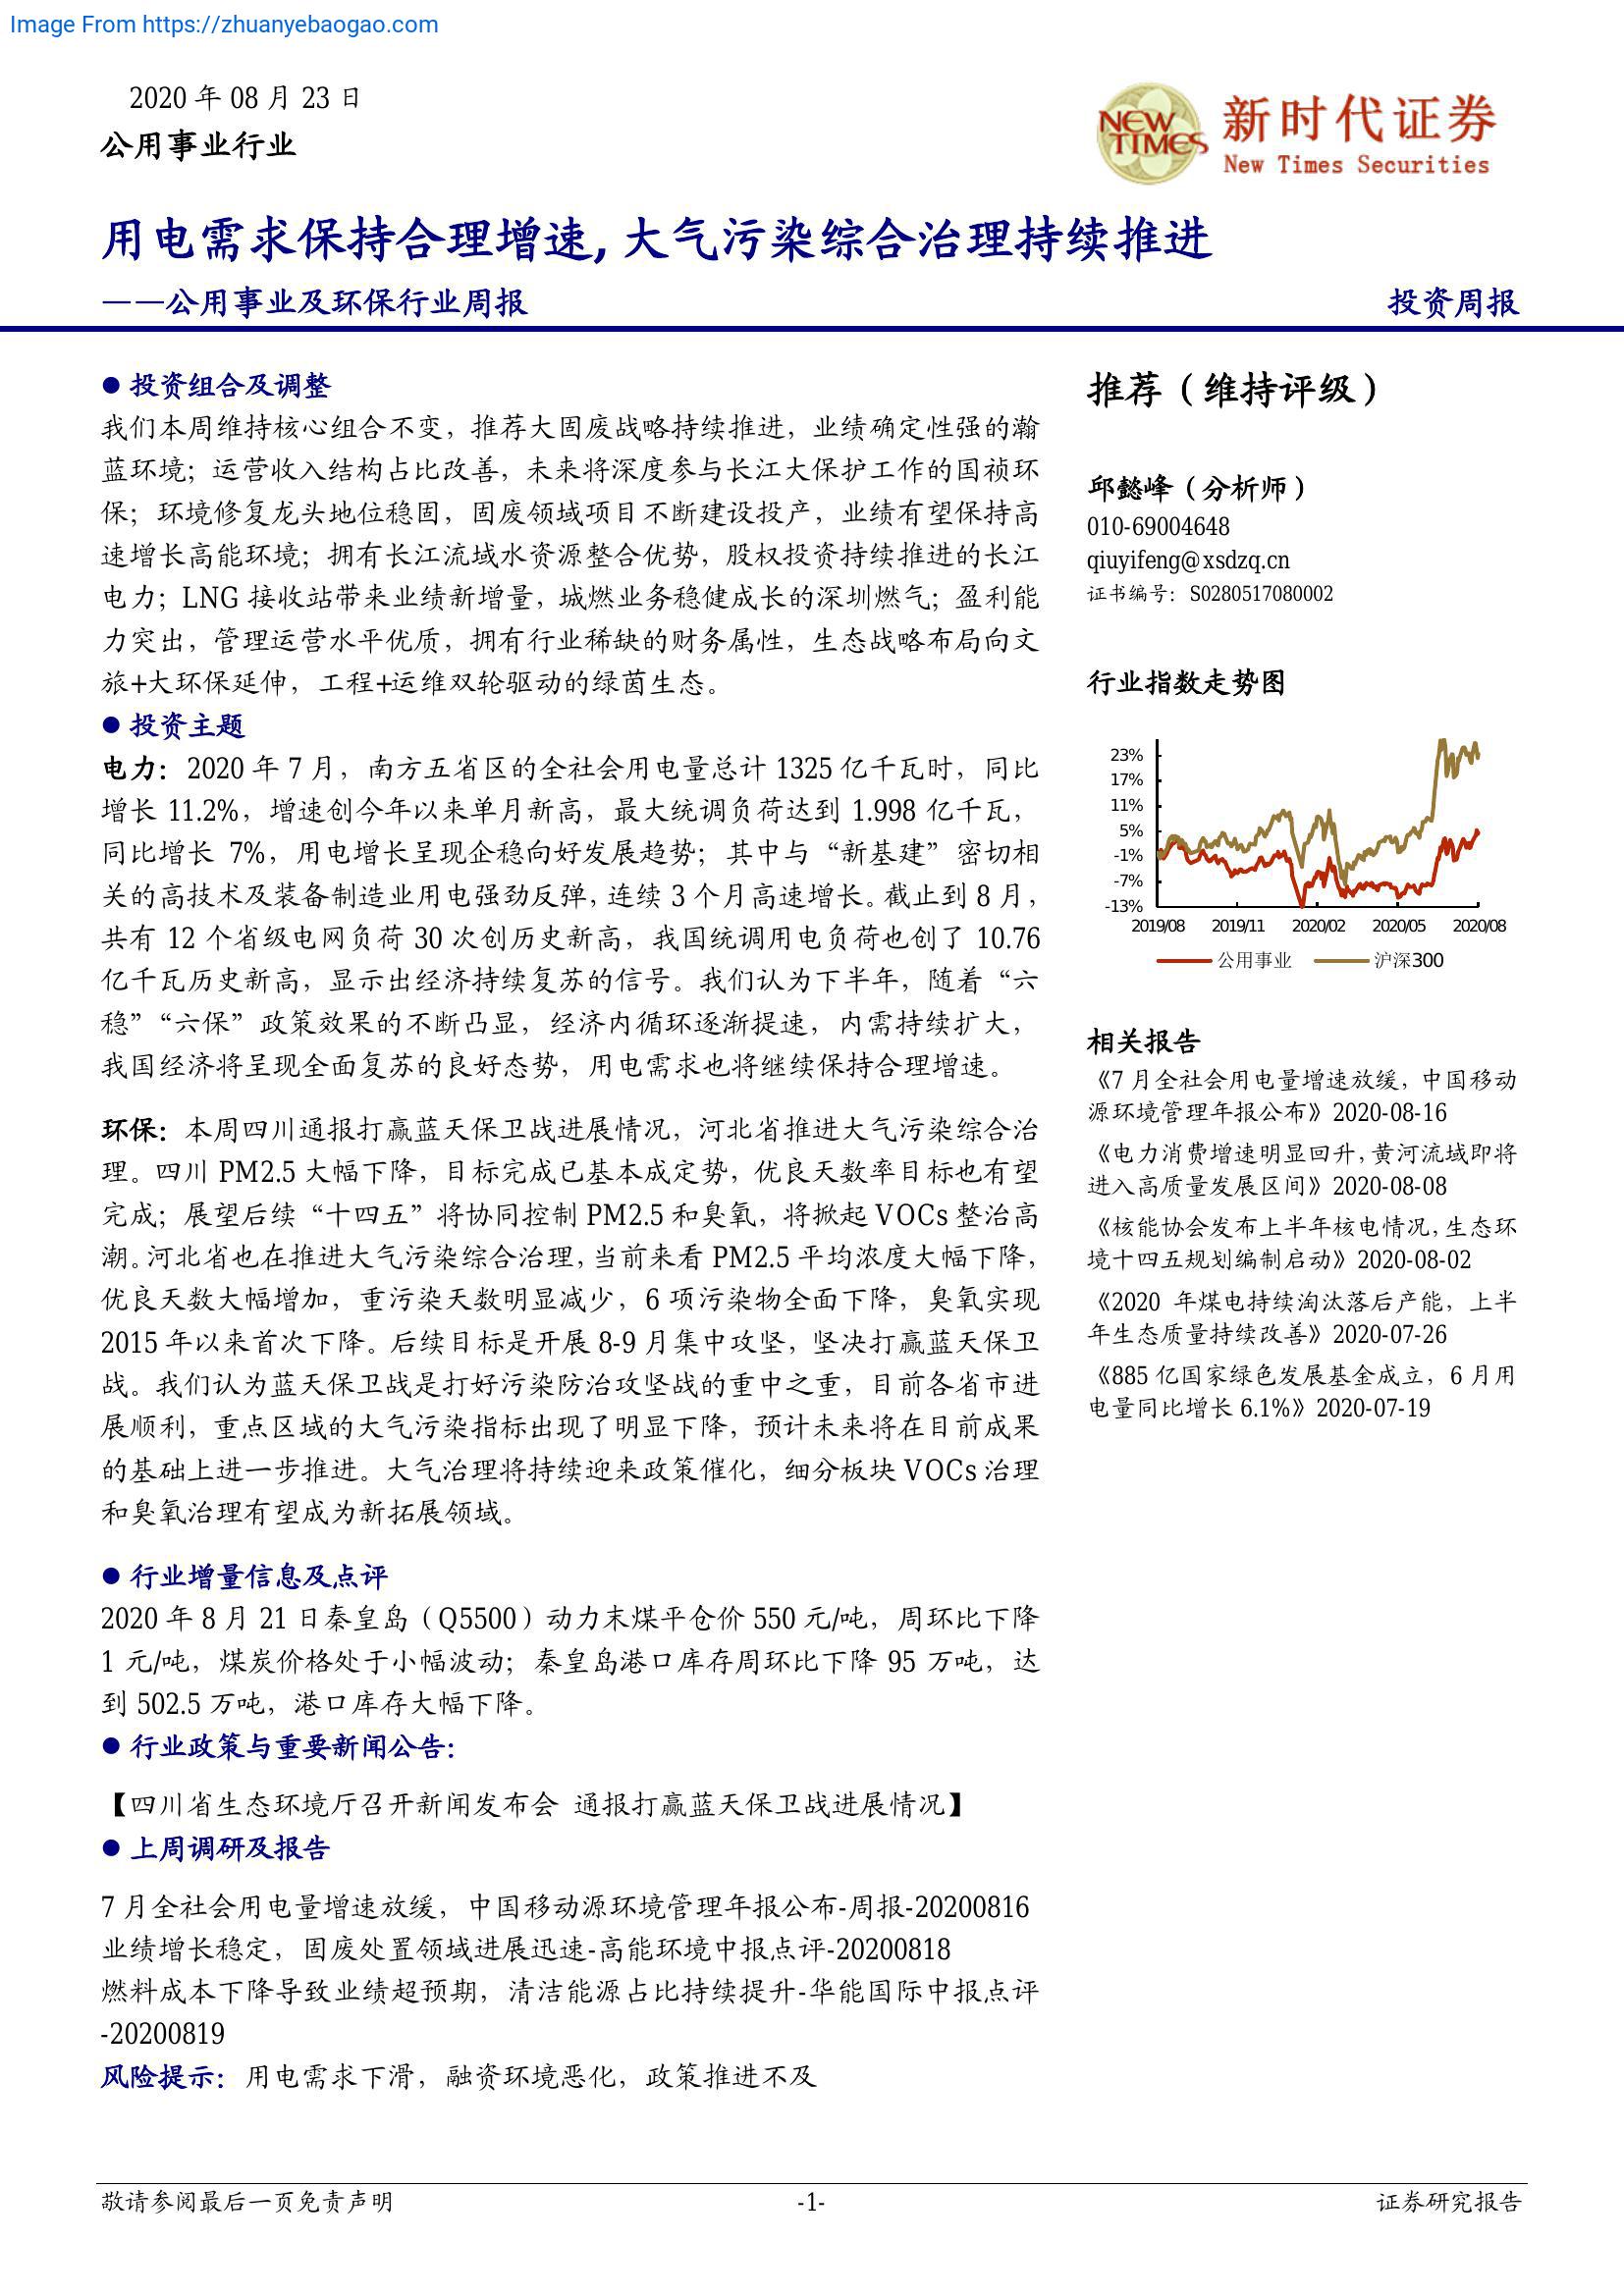 Image From https://zhuanyebaogao.com
2020 年 08 月 23 日
公用事业行业
NEW TIMES
新时代证券
New Times Securities
用电需求保持合理增速,大气污染综合治理持续推进
——公用事业及环保行业周报
投资周报
● 投资组合及调整
我们本周维持核心组合不变，推荐大固废战略持续推进，业绩确定性强的瀚
蓝环境；运营收入结构占比改善，未来将深度参与长江大保护工作的国祯环
保；环境修复龙头地位稳固，固废领域项目不断建设投产，业绩有望保持高
速增长高能环境；拥有长江流域水资源整合优势，股权投资持续推进的长江
电力；LNG 接收站带来业绩新增量，城燃业务稳健成长的深圳燃气；盈利能
力突出，管理运营水平优质，拥有行业稀缺的财务属性，生态战略布局向文
旅+大环保延伸，工程+运维双轮驱动的绿茵生态。
● 投资主题
电力：2020 年 7 月，南方五省区的全社会用电量总计 1325 亿千瓦时，同比
增长 11.2%，增速创今年以来单月新高，最大统调负荷达到 1.998 亿千瓦，
同比增长 7%，用电增长呈现企稳向好发展趋势；其中与“新基建”密切相
关的高技术及装备制造业用电强劲反弹，连续 3 个月高速增长。截止到 8 月，
共有 12 个省级电网负荷 30 次创历史新高，我国统调用电负荷也创了 10.76
亿千瓦历史新高，显示出经济持续复苏的信号。我们认为下半年，随着“六
稳”“六保”政策效果的不断凸显，经济内循环逐渐提速，内需持续扩大，
我国经济将呈现全面复苏的良好态势，用电需求也将继续保持合理增速。
环保：本周四川通报打赢蓝天保卫战进展情况，河北省推进大气污染综合治
理。四川 PM2.5 大幅下降，目标完成已基本成定势，优良天数率目标也有望
完成；展望后续“十四五”将协同控制 PM2.5 和臭氧，将掀起 VOCs 整治高
潮。河北省也在推进大气污染综合治理，当前来看 PM2.5 平均浓度大幅下降，
优良天数大幅增加，重污染天数明显减少，6 项污染物全面下降，臭氧实现
2015 年以来首次下降。后续目标是开展 8-9 月集中攻坚，坚决打赢蓝天保卫
战。我们认为蓝天保卫战是打好污染防治攻坚战的重中之重，目前各省市进
展顺利，重点区域的大气污染指标出现了明显下降，预计未来将在目前成果
的基础上进一步推进。大气治理将持续迎来政策催化，细分板块 VOCs 治理
和臭氧治理有望成为新拓展领域。
● 行业增量信息及点评
2020 年 8 月 21 日秦皇岛（Q5500）动力末煤平仓价 550 元/吨，周环比下降
1 元/吨，煤炭价格处于小幅波动；秦皇岛港口库存周环比下降 95 万吨，达
到 502.5 万吨，港口库存大幅下降。
● 行业政策与重要新闻公告：
【四川省生态环境厅召开新闻发布会 通报打赢蓝天保卫战进展情况】
● 上周调研及报告
7 月全社会用电量增速放缓，中国移动源环境管理年报公布-周报-20200816
业绩增长稳定，固废处置领域进展迅速-高能环境中报点评-20200818
燃料成本下降导致业绩超预期，清洁能源占比持续提升-华能国际中报点评
-20200819
风险提示：用电需求下滑，融资环境恶化，政策推进不及
推荐（维持评级）
邱懿峰（分析师）
010-69004648
qiuyifeng@xsdzq.cn
证书编号：S0280517080002
行业指数走势图
23%
17%
11%
5%
-1%
-7%
-13%
2019/08 2019/11 2020/02 2020/05 2020/08
公用事业 沪深300
相关报告
《7 月全社会用电量增速放缓，中国移动
源环境管理年报公布》2020-08-16
《电力消费增速明显回升，黄河流域即将
进入高质量发展区间》2020-08-08
《核能协会发布上半年核电情况，生态环
境十四五规划编制启动》2020-08-02
《2020 年煤电持续淘汰落后产能，上半
年生态质量持续改善》2020-07-26
《885 亿国家绿色发展基金成立，6 月用
电量同比增长 6.1%》2020-07-19
敬请参阅最后一页免责声明
-1-
证券研究报告